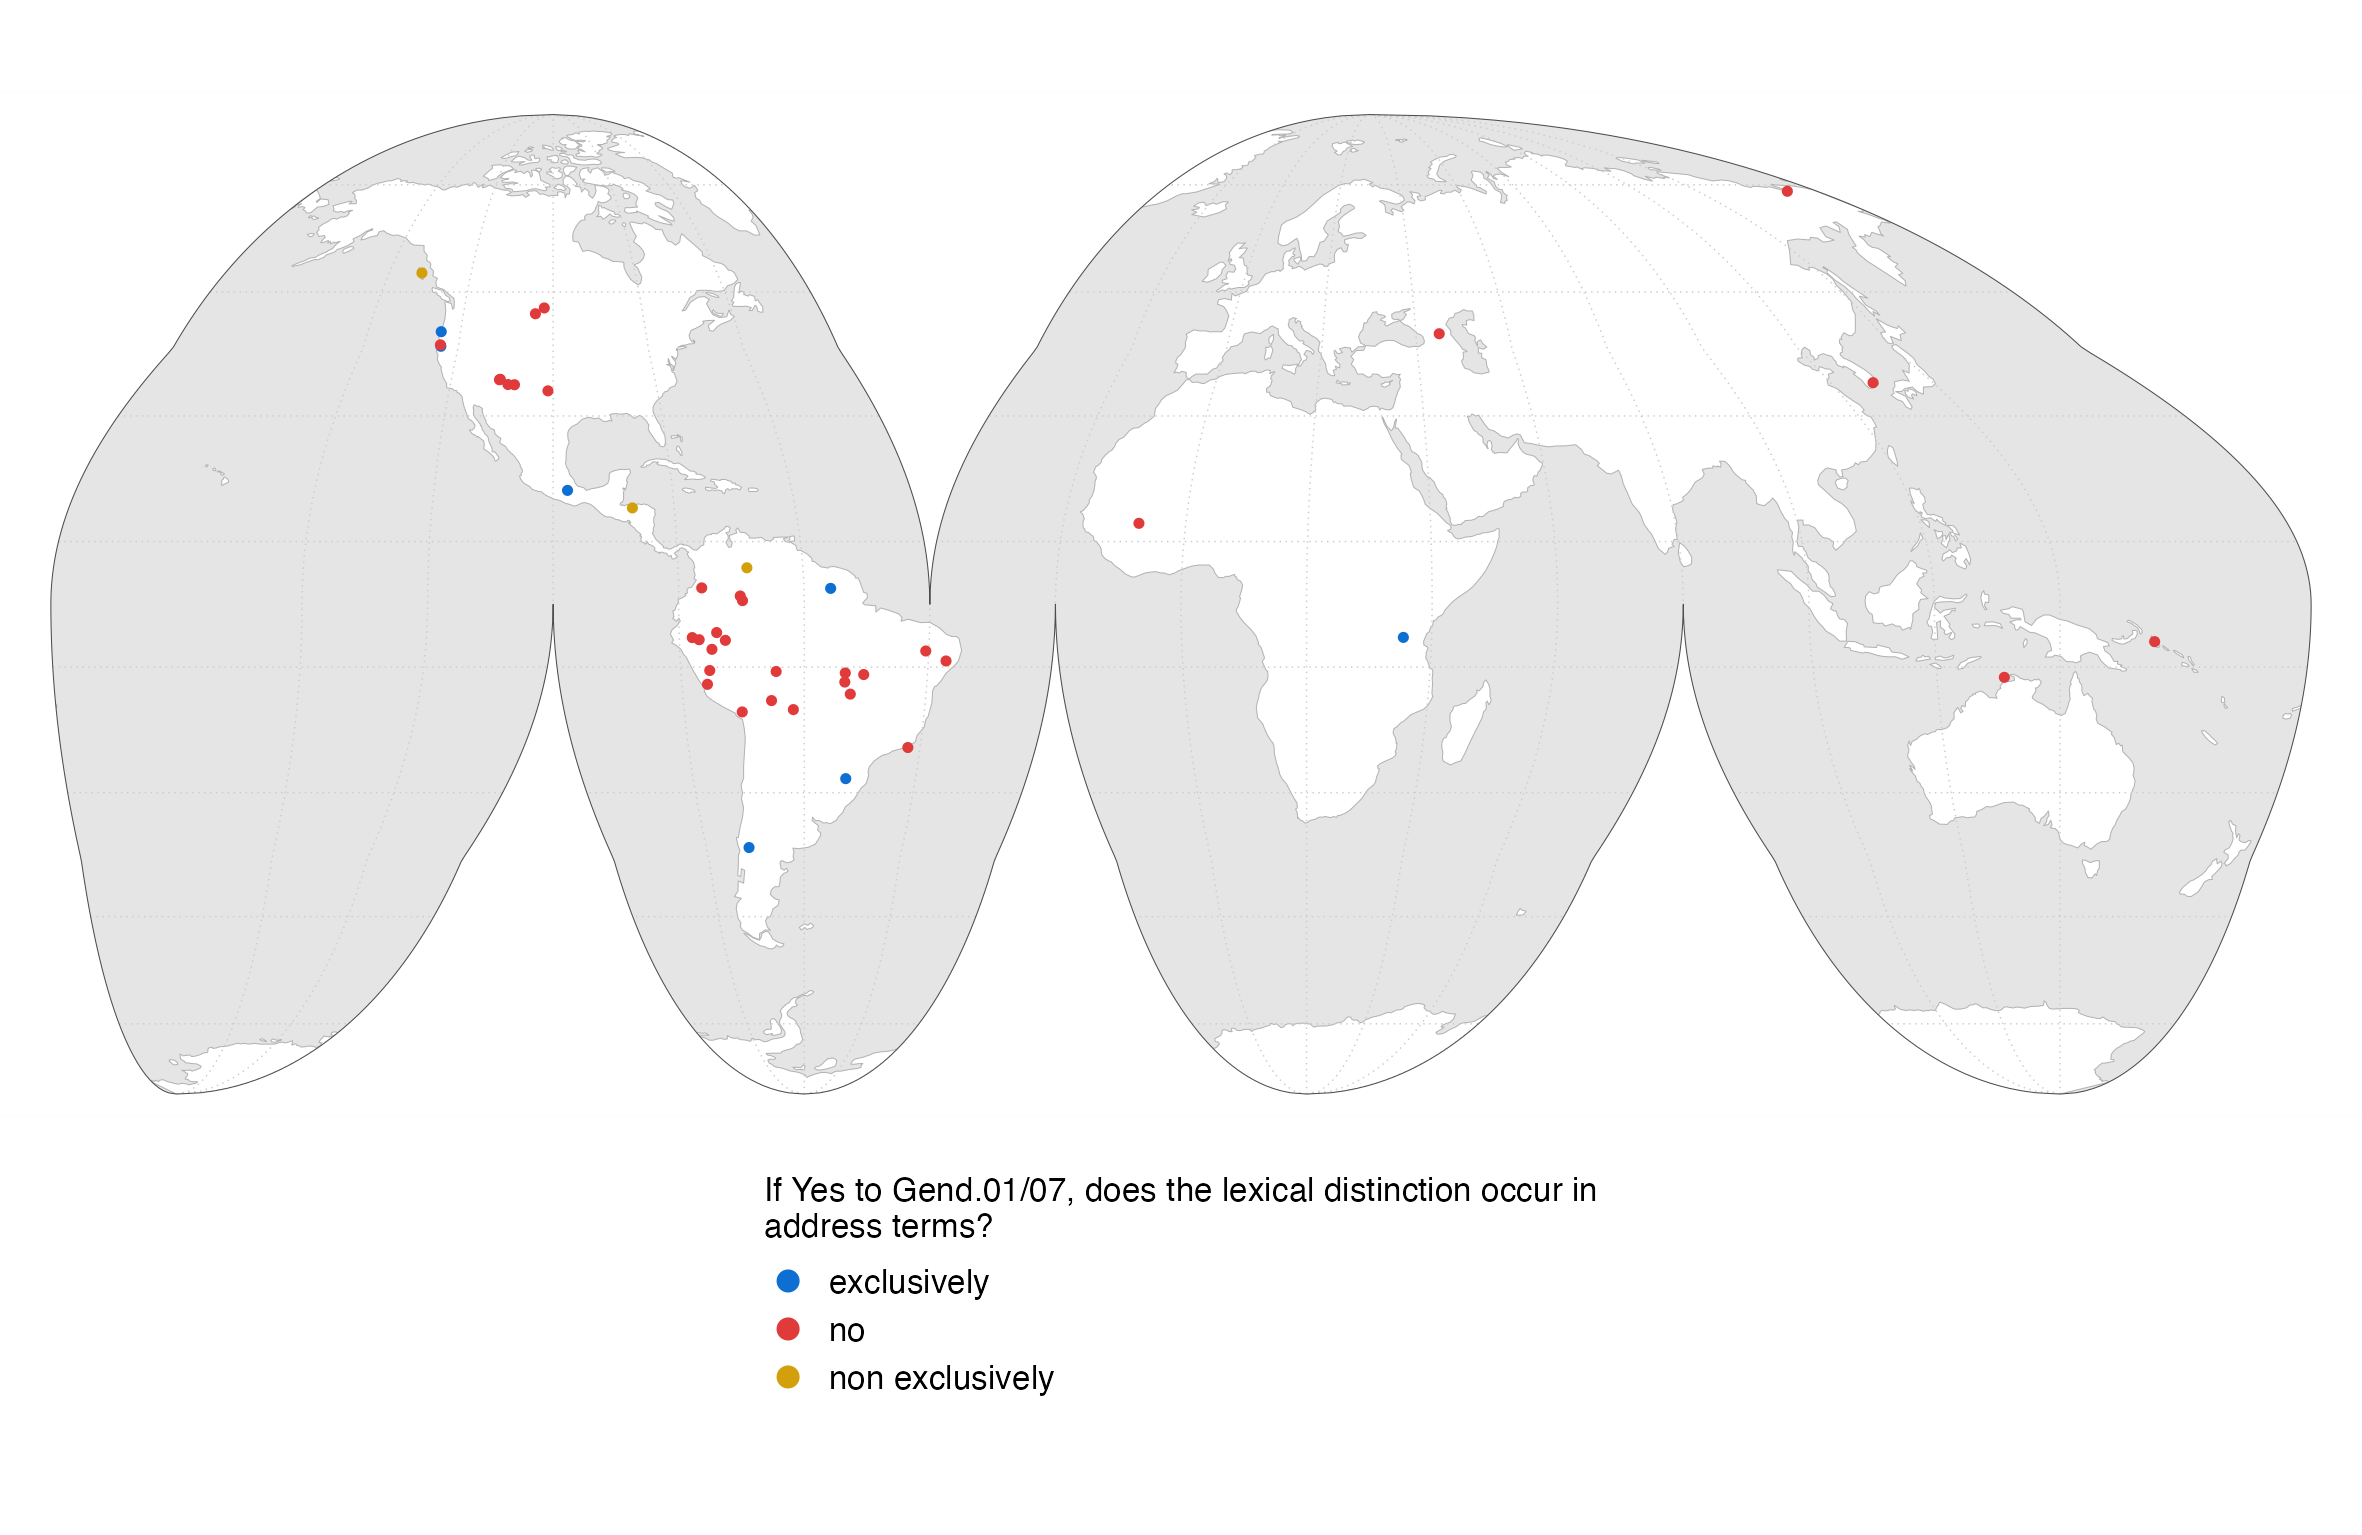 If Yes to Gend.01/07, does the lexical distinction occur in
address terms?
exclusively
no
non exclusively